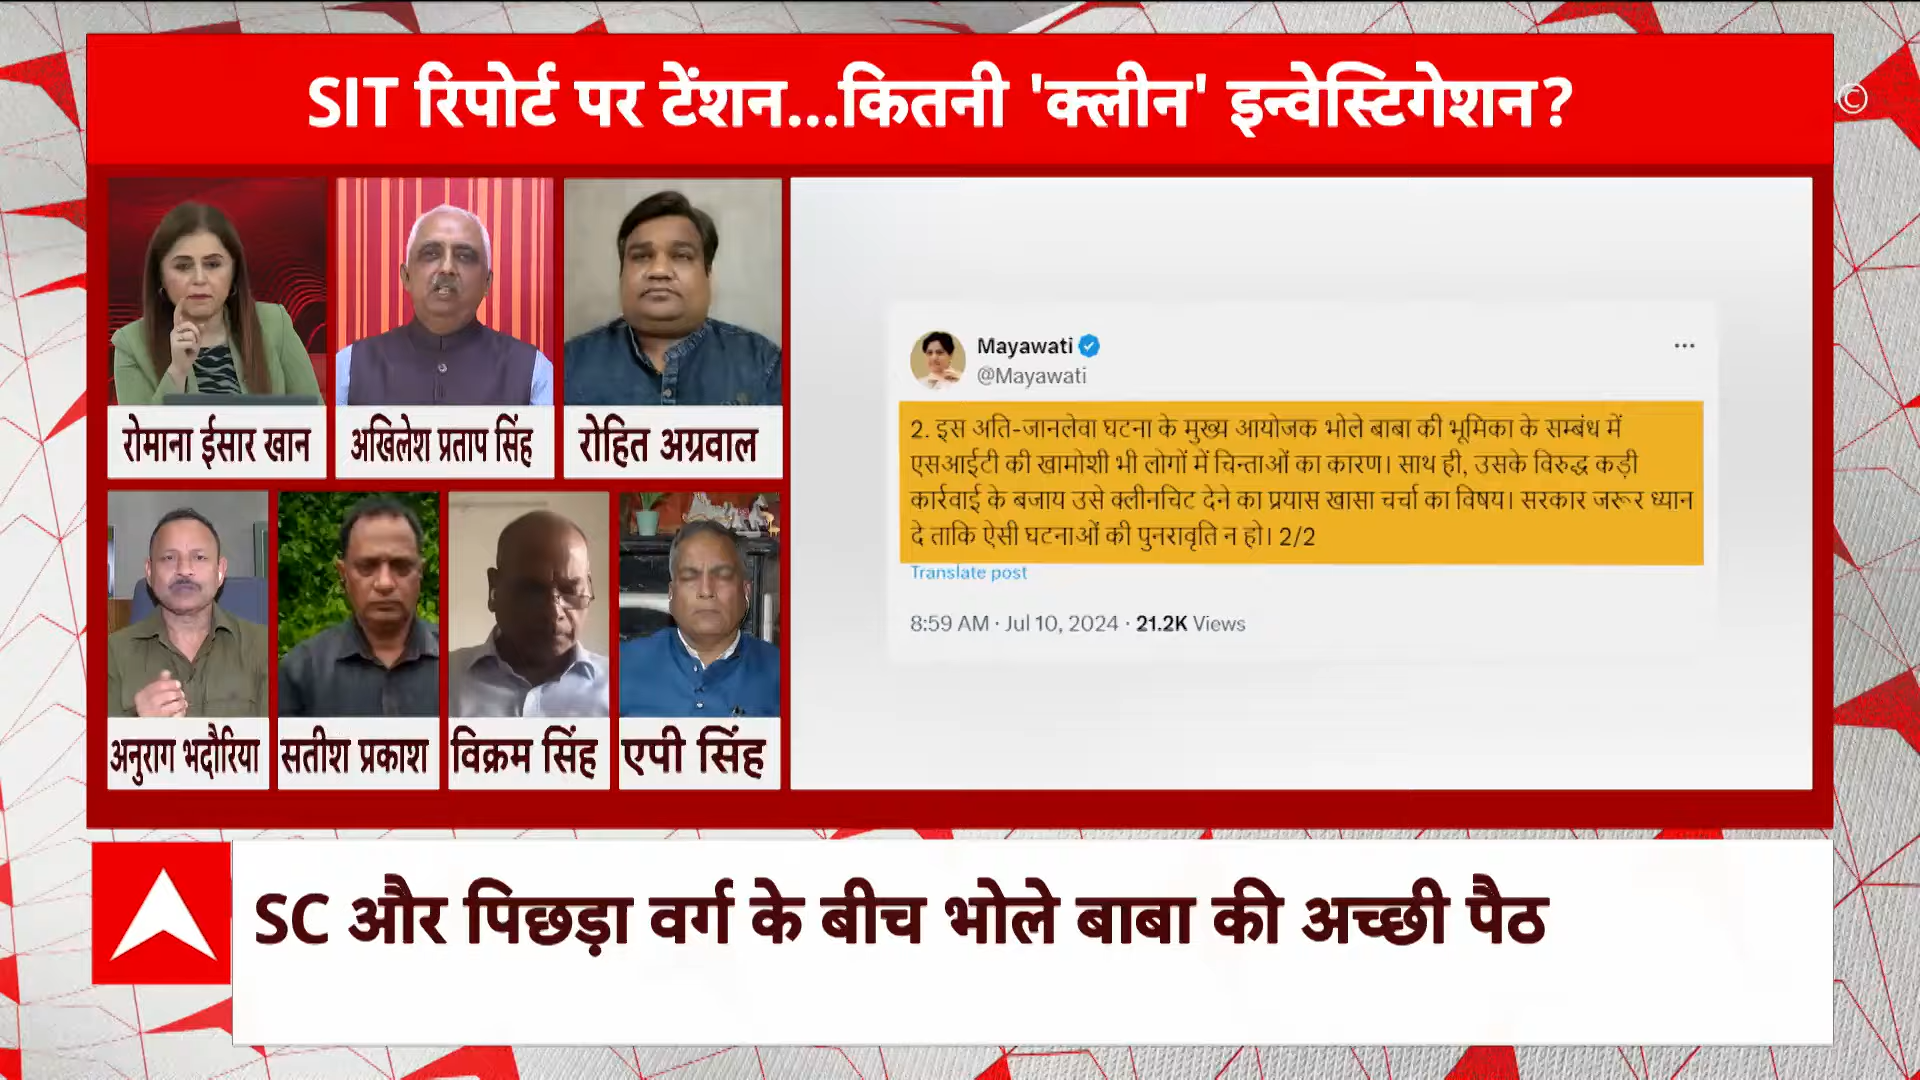 SIT रिपोर्ट पर टेंशन...कितनी 'क्लीन' इन्वेस्टिगेशन?
©
रोमाना ईसार खान
अखिलेश प्रताप सिंह
रोहित अग्रवाल
अनुराग भदौरिया
सतीश प्रकाश
विक्रम सिंह
एपी सिंह
Mayawati
@Mayawati
2. इस अति-जानलेवा घटना के मुख्य आयोजक भोले बाबा की भूमिका के सम्बंध में
एसआईटी की खामोशी भी लोगों में चिन्ताओं का कारण। साथ ही, उसके विरुद्ध कड़ी
कार्रवाई के बजाय उसे क्लीनचिट देने का प्रयास खासा चर्चा का विषय। सरकार जरूर ध्यान
दे ताकि ऐसी घटनाओं की पुनरावृति न हो। 2/2
Translate post
8:59 AM · Jul 10, 2024 · 21.2K Views
SC और पिछड़ा वर्ग के बीच भोले बाबा की अच्छी पैठ